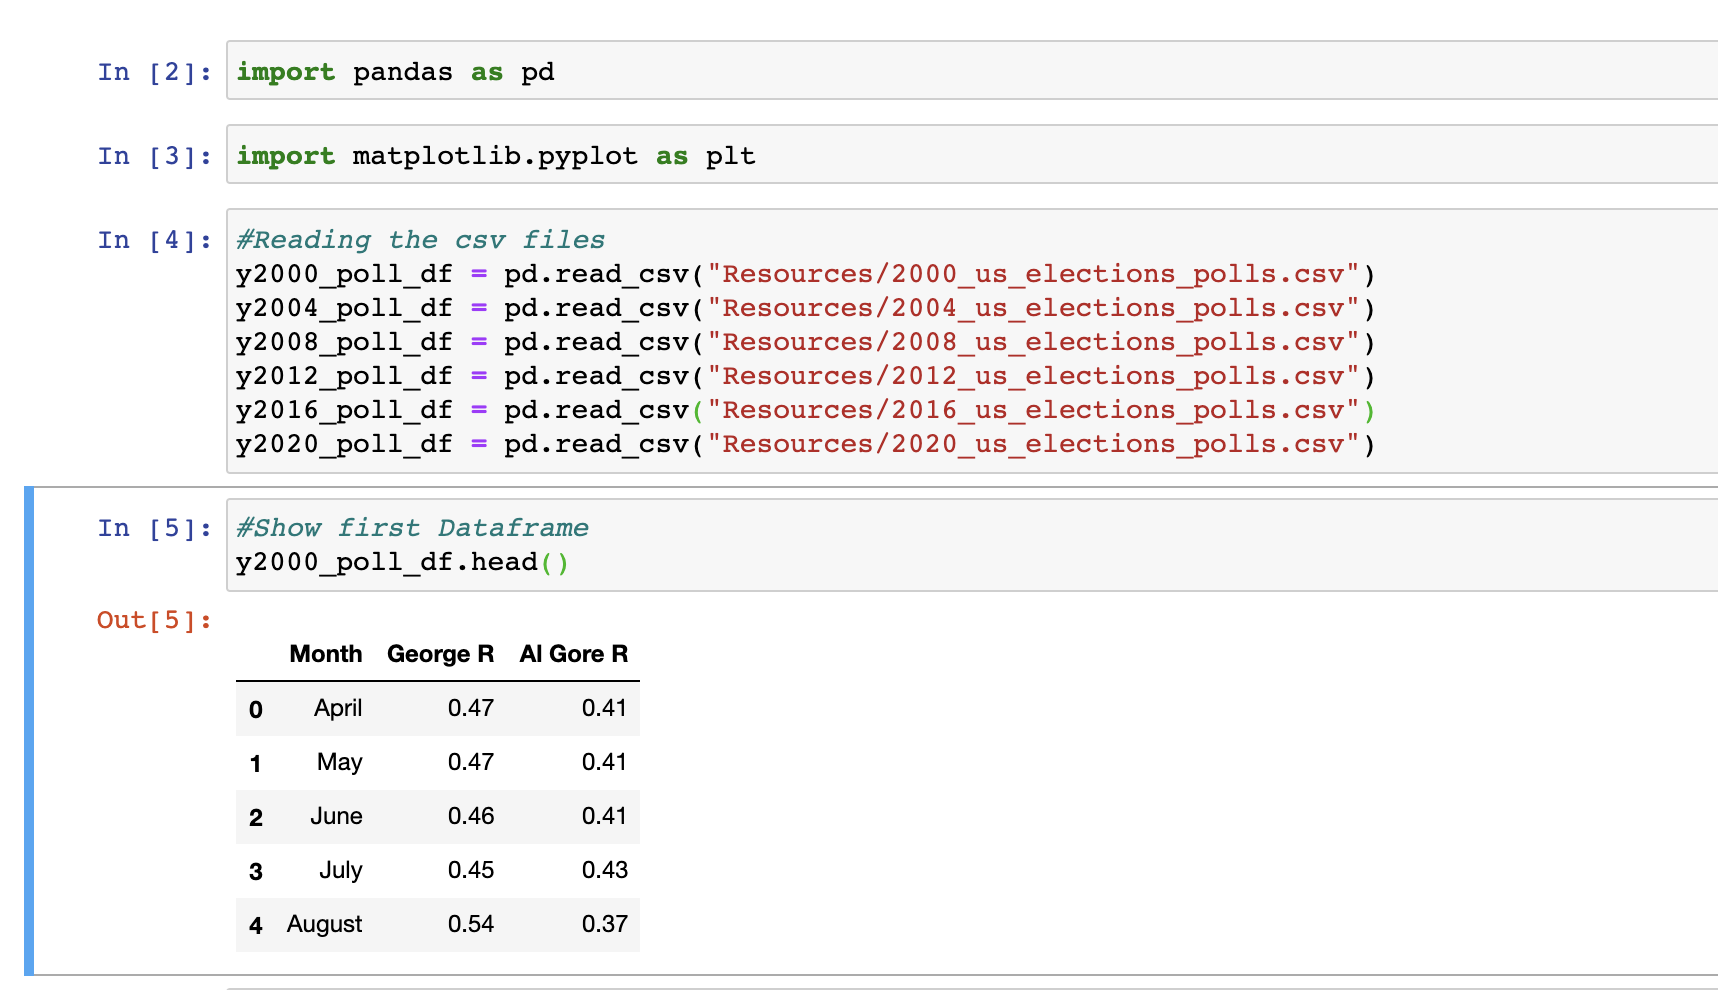 In [2]: import pandas as pd
In [3]: import matplotlib.pyplot as plt
In [4]: #Reading the csv files
y2000_poll_df = pd.read_csv("Resources/2000_us_elections_polls.csv")
y2004_poll_df = pd.read_csv("Resources/2004_us_elections_polls.csv")
y2008_poll_df = pd.read_csv("Resources/2008_us_elections_polls.csv")
y2012_poll_df = pd.read_csv("Resources/2012_us_elections_polls.csv")
y2016_poll_df = pd.read_csv("Resources/2016_us_elections_polls.csv")
y2020_poll_df = pd.read_csv("Resources/2020_us_elections_polls.csv")
In [5]: #Show first Dataframe
y2000_poll_df.head()
Out[5]:
Month George R Al Gore R
0 April 0.47 0.41
1 May 0.47 0.41
2 June 0.46 0.41
3 July 0.45 0.43
4 August 0.54 0.37